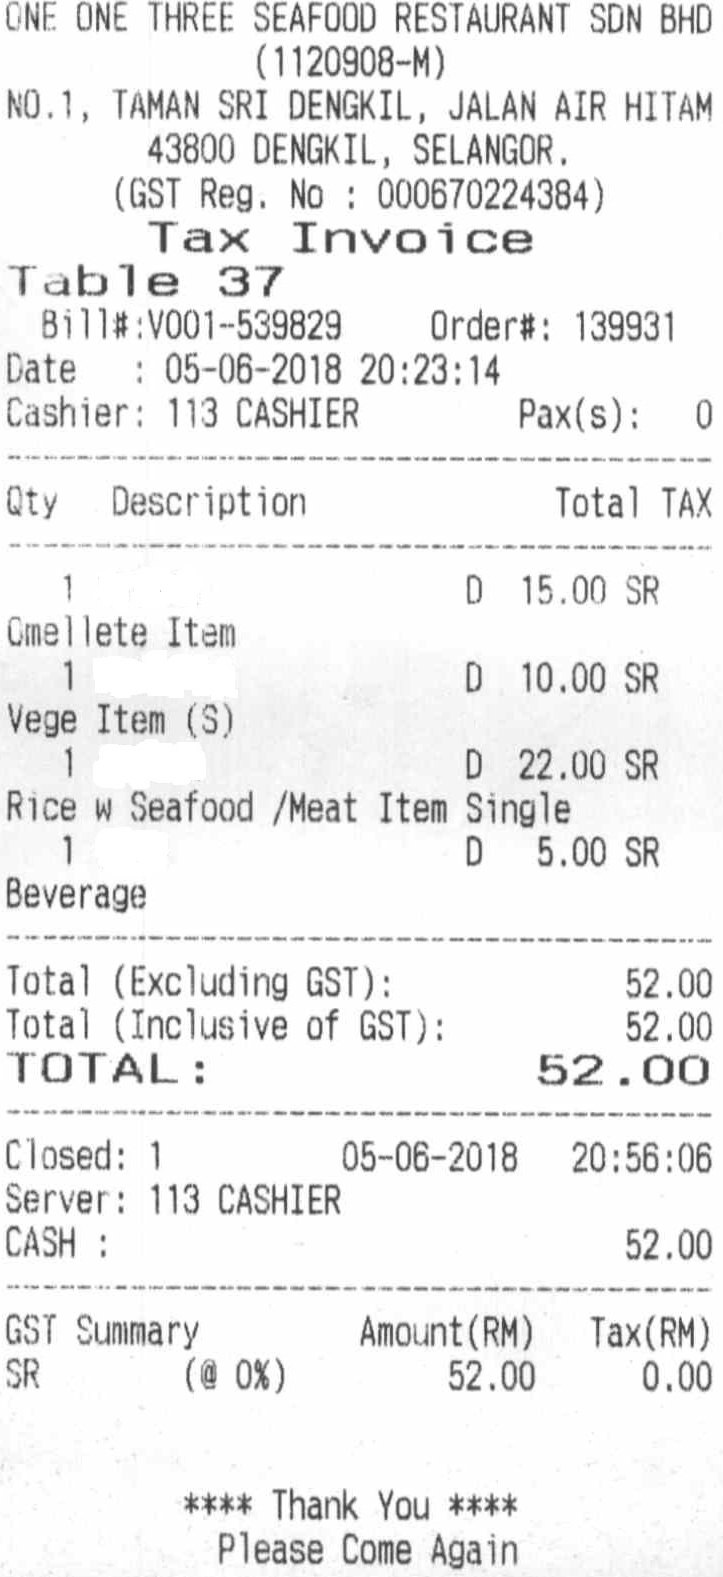 ONE ONE THREE SEAFOOD RESTAURANT SDN BHD
(1120908-M)
NO.1, TAMAN SRI DENGKIL, JALAN AIR HITAM
43800 DENGKIL, SELANGOR.
(GST Reg. No : 000670224384)
Tax Invoice
Table 37
Bill#:V001-539829 Order#: 139931
Date : 05-06-2018 20:23:14
Cashier: 113 CASHIER Pax(s): 0
Qty Description Total TAX
1 D 15.00 SR
Omellete Item
1 D 10.00 SR
Vege Item (S)
1 D 22.00 SR
Rice w Seafood /Meat Item Single
1 D 5.00 SR
Beverage
Total (Excluding GST): 52.00
Total (Inclusive of GST): 52.00
TOTAL: 52.00
Closed: 1 05-06-2018 20:56:06
Server: 113 CASHIER
CASH : 52.00
GST Summary Amount(RM) Tax(RM)
SR (@ 0%) 52.00 0.00
**** Thank You ****
Please Come Again